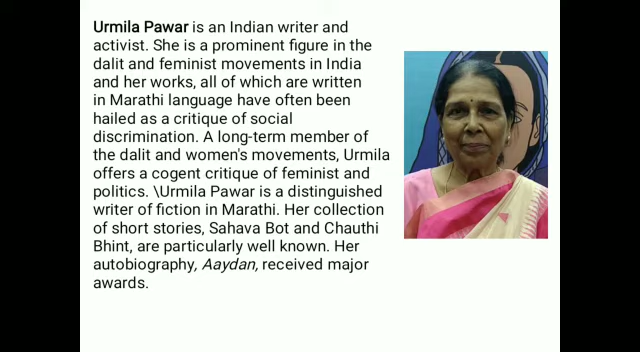 Urmila Pawar is an Indian writer and
activist. She is a prominent figure in the
dalit and feminist movements in India
and her works, all of which are written
in Marathi language have often been
hailed as a critique of social
discrimination. A long-term member of
the dalit and women's movements, Urmila
offers a cogent critique of feminist and
politics. \Urmila Pawar is a distinguished
writer of fiction in Marathi. Her collection
of short stories, Sahava Bot and Chauthi
Bhint, are particularly well known. Her
autobiography, Aaydan, received major
awards.